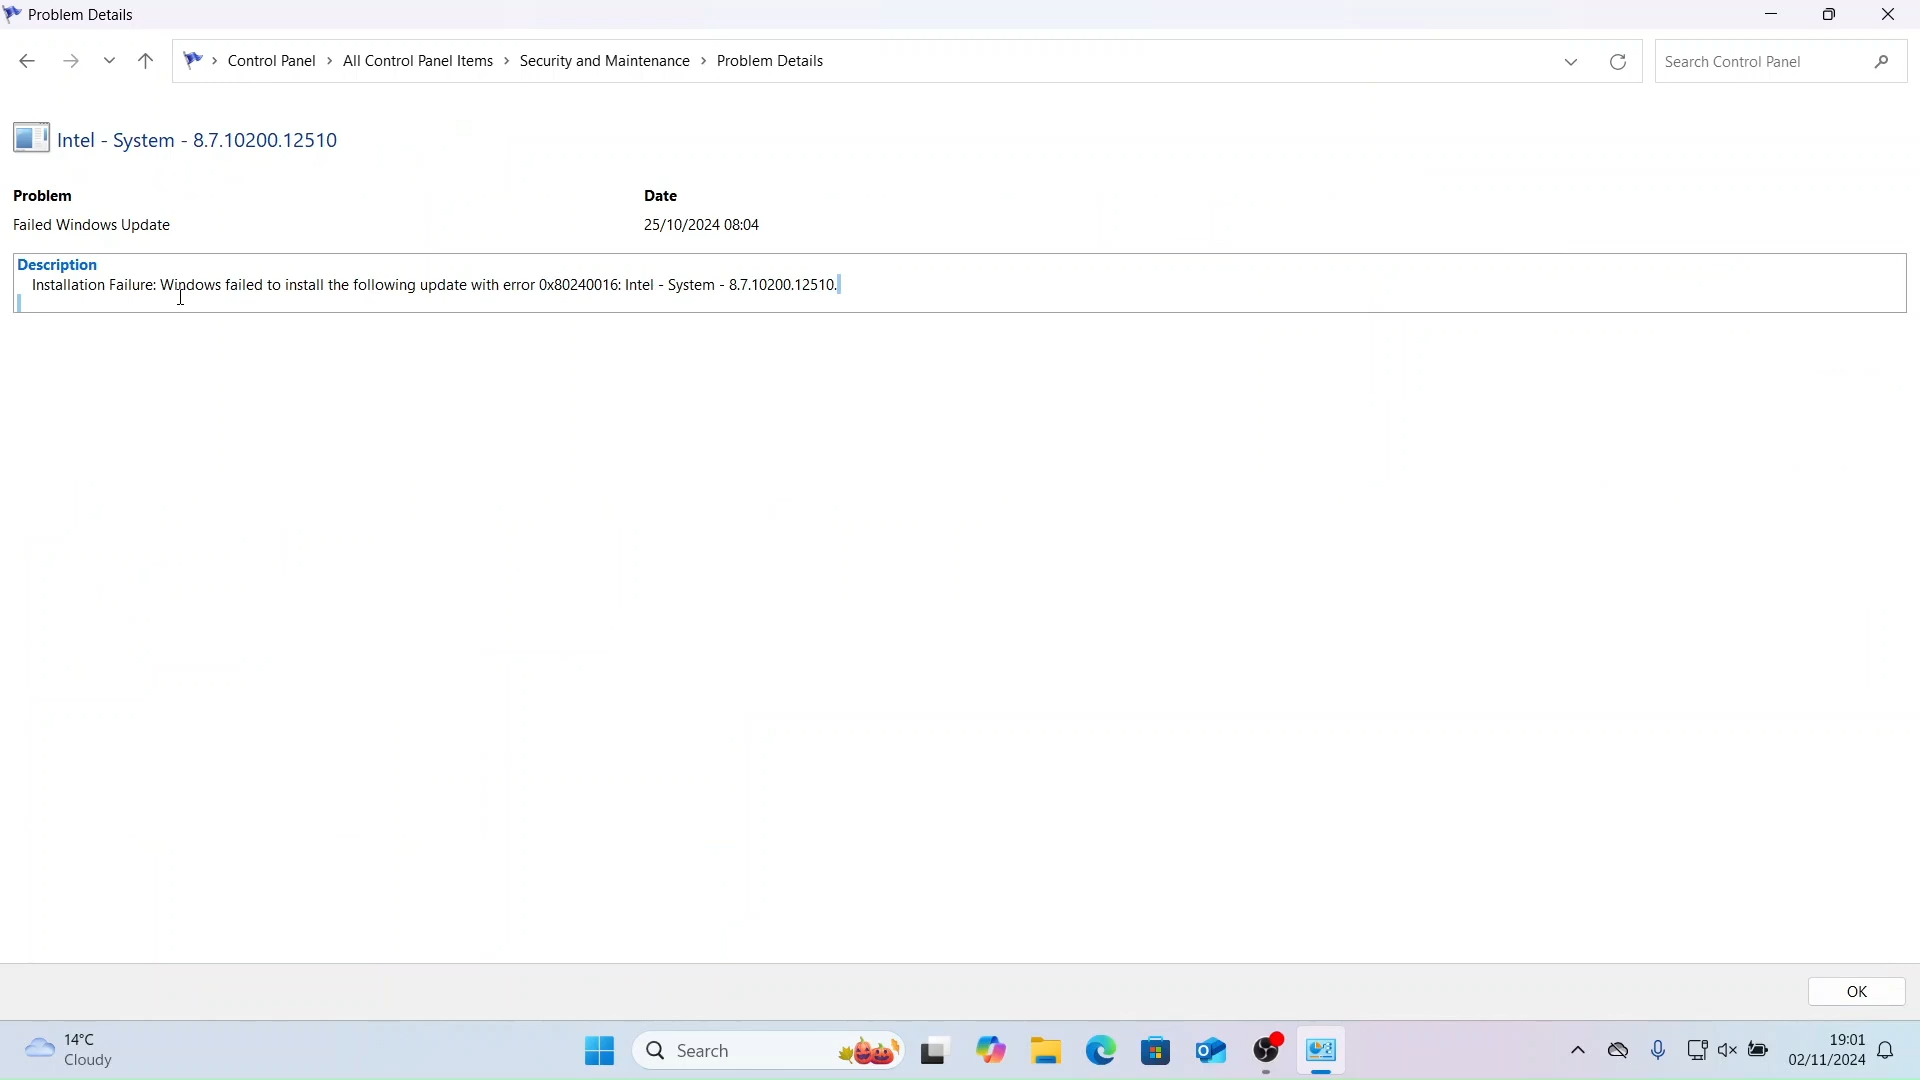 Problem Details
Control Panel > All Control Panel Items > Security and Maintenance > Problem Details
Search Control Panel
Intel - System - 8.7.10200.12510
Problem Date
Failed Windows Update 25/10/2024 08:04
Description
Installation Failure: Windows failed to install the following update with error 0x80240016: Intel - System - 8.7.10200.12510.
OK
14°C
Cloudy
Search
19:01
02/11/2024